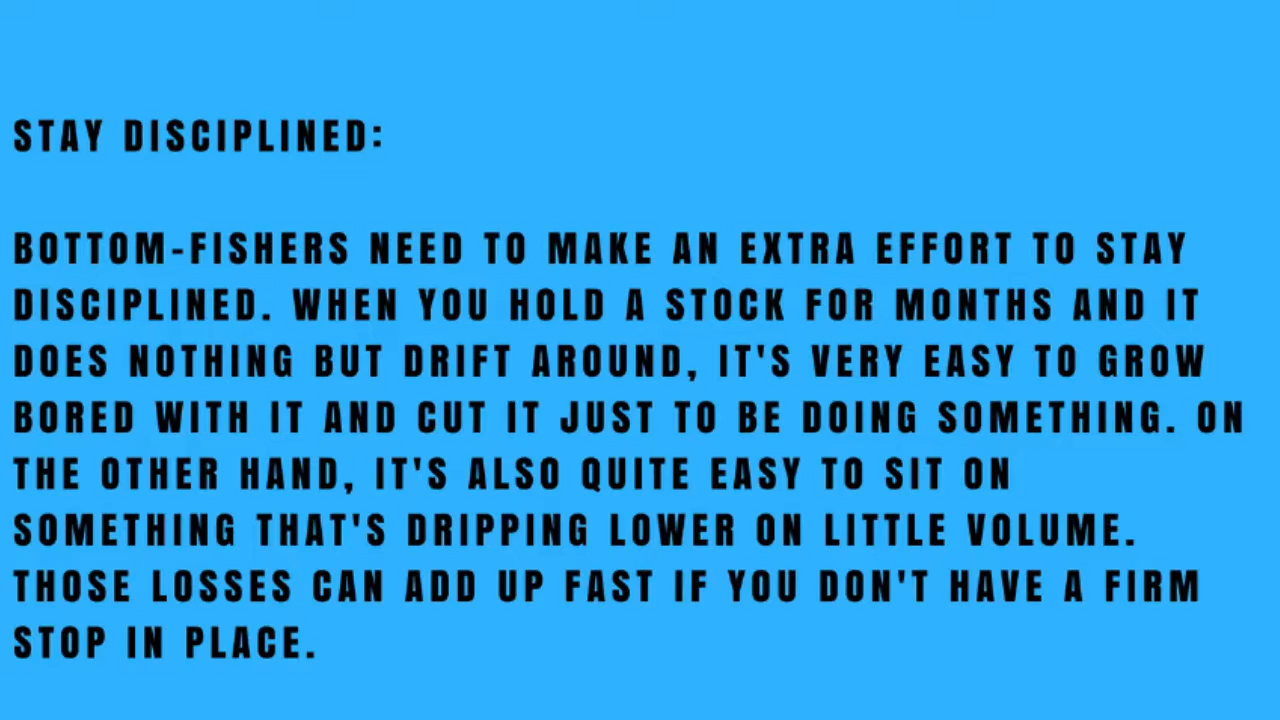 STAY DISCIPLINED:
BOTTOM-FISHERS NEED TO MAKE AN EXTRA EFFORT TO STAY
DISCIPLINED. WHEN YOU HOLD A STOCK FOR MONTHS AND IT
DOES NOTHING BUT DRIFT AROUND, IT'S VERY EASY TO GROW
BORED WITH IT AND CUT IT JUST TO BE DOING SOMETHING. ON
THE OTHER HAND, IT'S ALSO QUITE EASY TO SIT ON
SOMETHING THAT'S DRIPPING LOWER ON LITTLE VOLUME.
THOSE LOSSES CAN ADD UP FAST IF YOU DON'T HAVE A FIRM
STOP IN PLACE.